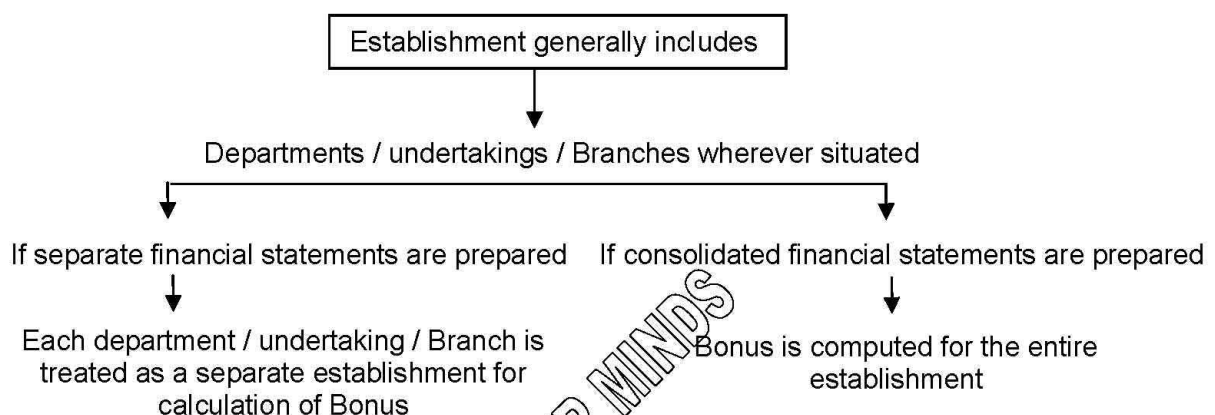 Establishment generally includes
Departments / undertakings / Branches wherever situated
If separate financial statements are prepared
If consolidated financial statements are prepared
Each department / undertaking / Branch is
treated as a separate establishment for
calculation of Bonus
Bonus is computed for the entire
establishment
MINDS